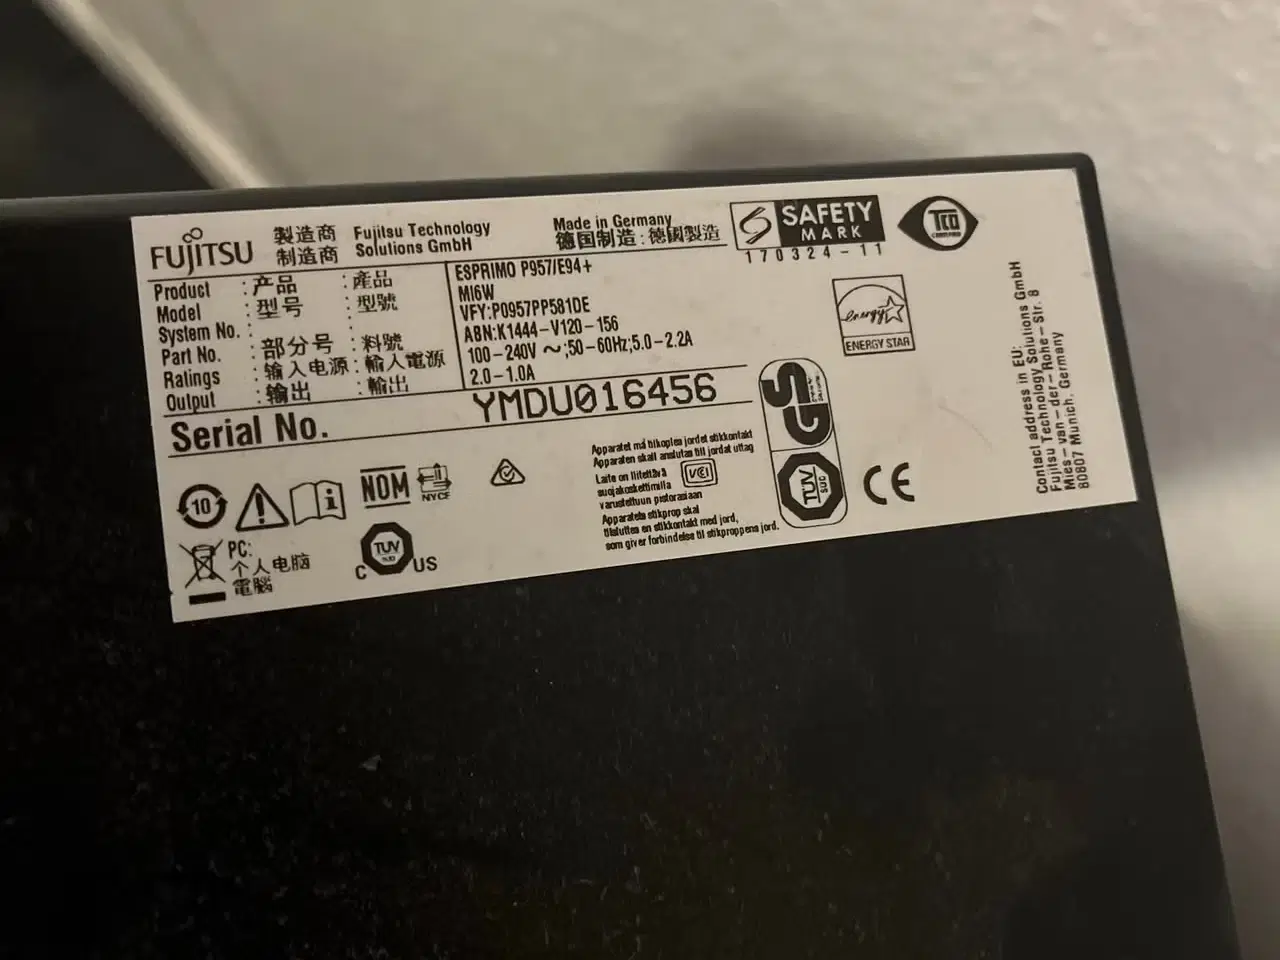 FUJITSU
製造商
制造商
Fujitsu Technology
Solutions GmbH
Made in Germany
德国制造:德國製造
SAFETY
MARK
170324-11
TCO
CERTIFIED
Product : 产品 : 產品 ESPRIMO P957/E94+
Model : 型号 : 型號 MI6W
System No. : VFY:P0957PP581DE
Part No. : 部分号 : 料號 ABN:K1444-V120-156
Ratings : 输入电源 : 輸入電源 100-240V ~;50-60Hz;5.0-2.2A
Output : 输出 : 輸出 2.0-1.0A
Serial No. YMDU016456
energy
ENERGY STAR
Contact address in EU:
Fujitsu Technology Solutions GmbH
Mies-van-der-Rohe-Str. 8
80807 Munich, Germany
10
i
NOM
NYCE
Apparatet må tilkoples jordet stikkontakt
Apparaten skall anslutas till jordat uttag
Laite on liitettävä
suojakoskettimilla
varustettuun pistorasiaan
VCI
Apparatets stikprop skal
tilsluttes en stikkontakt med jord,
som giver forbindelse til stikproppens jord.
TÜV
SÜD
CE
PC:
个人电脑
電腦
C
TÜV
SÜD
US